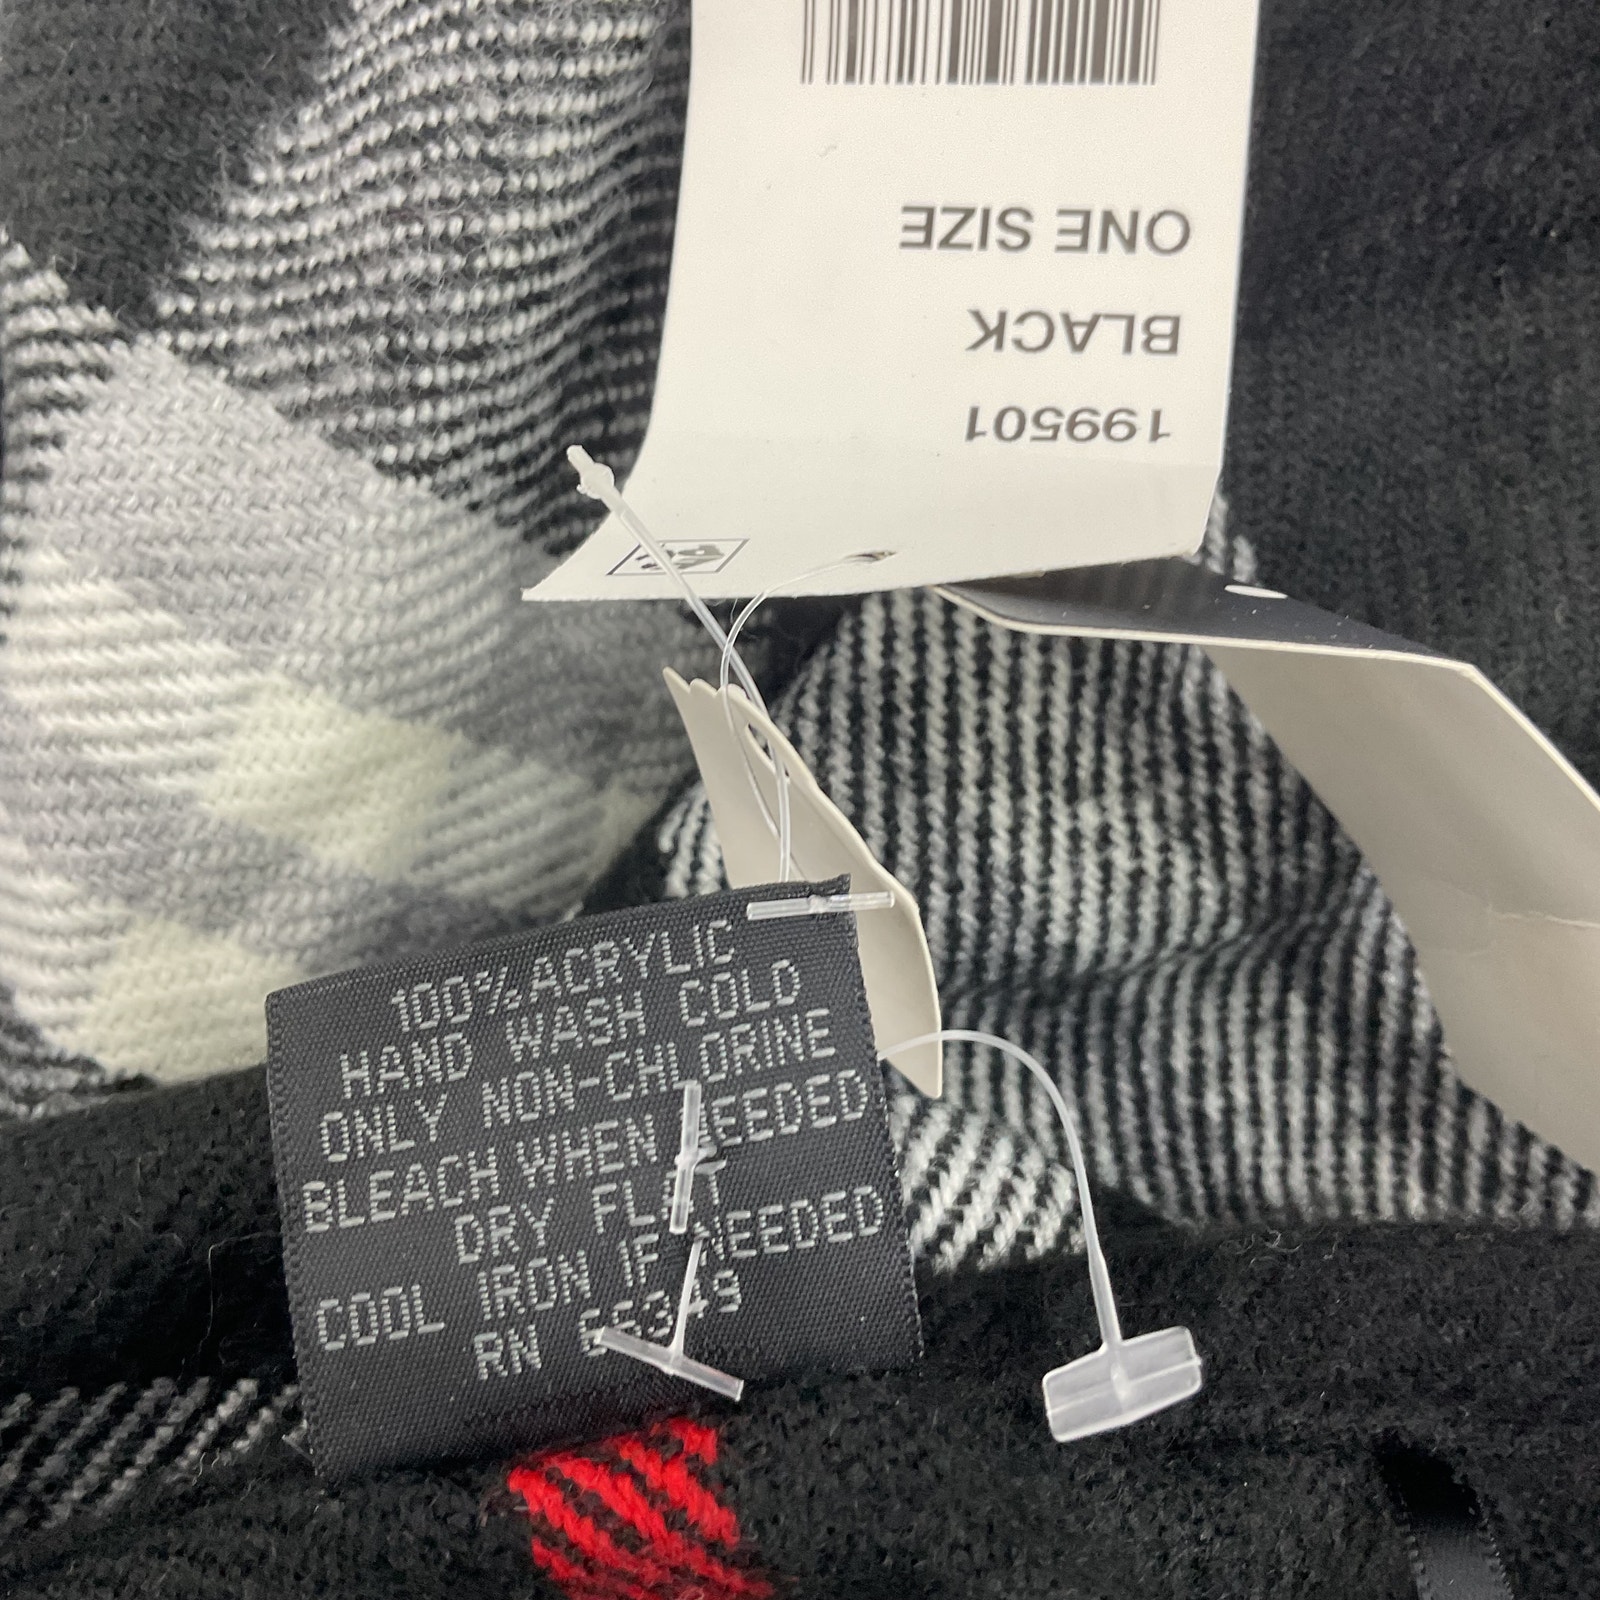 ONE SIZE
BLACK
199501
100% ACRYLIC
HAND WASH COLD
ONLY NON-CHLORINE
BLEACH WHEN NEEDED
DRY FLAT
COOL IRON IF NEEDED
RN